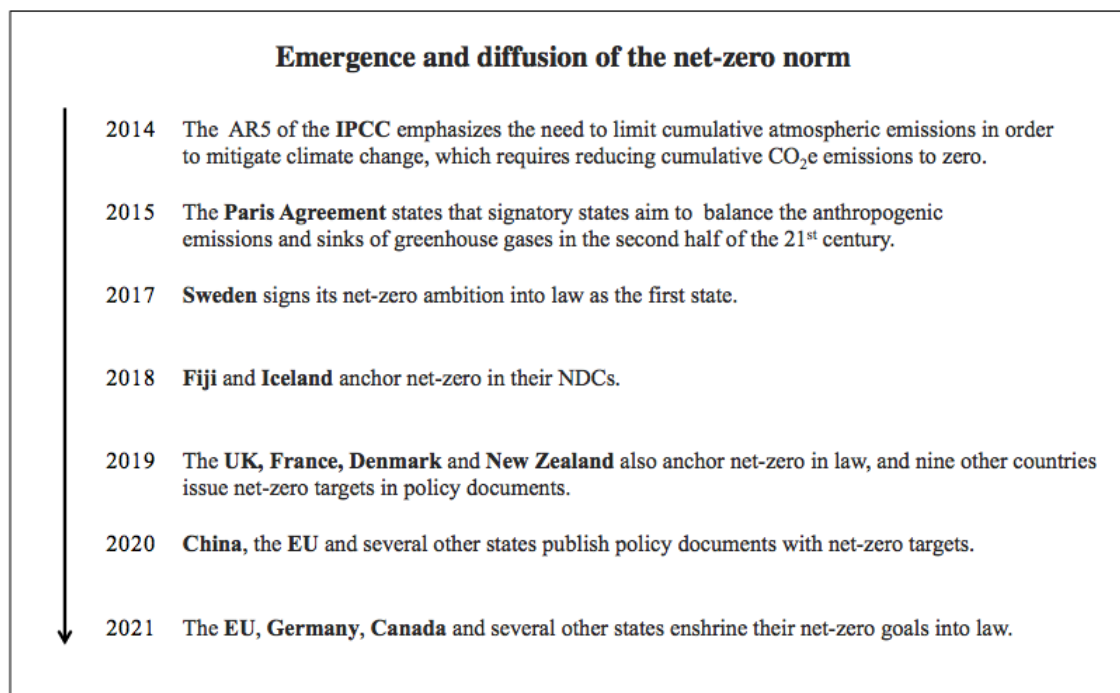 Emergence and diffusion of the net-zero norm
2014 The AR5 of the IPCC emphasizes the need to limit cumulative atmospheric emissions in order
to mitigate climate change, which requires reducing cumulative CO₂e emissions to zero.
2015 The Paris Agreement states that signatory states aim to balance the anthropogenic
emissions and sinks of greenhouse gases in the second half of the 21ˢᵗ century.
2017 Sweden signs its net-zero ambition into law as the first state.
2018 Fiji and Iceland anchor net-zero in their NDCs.
2019 The UK, France, Denmark and New Zealand also anchor net-zero in law, and nine other countries
issue net-zero targets in policy documents.
2020 China, the EU and several other states publish policy documents with net-zero targets.
2021 The EU, Germany, Canada and several other states enshrine their net-zero goals into law.